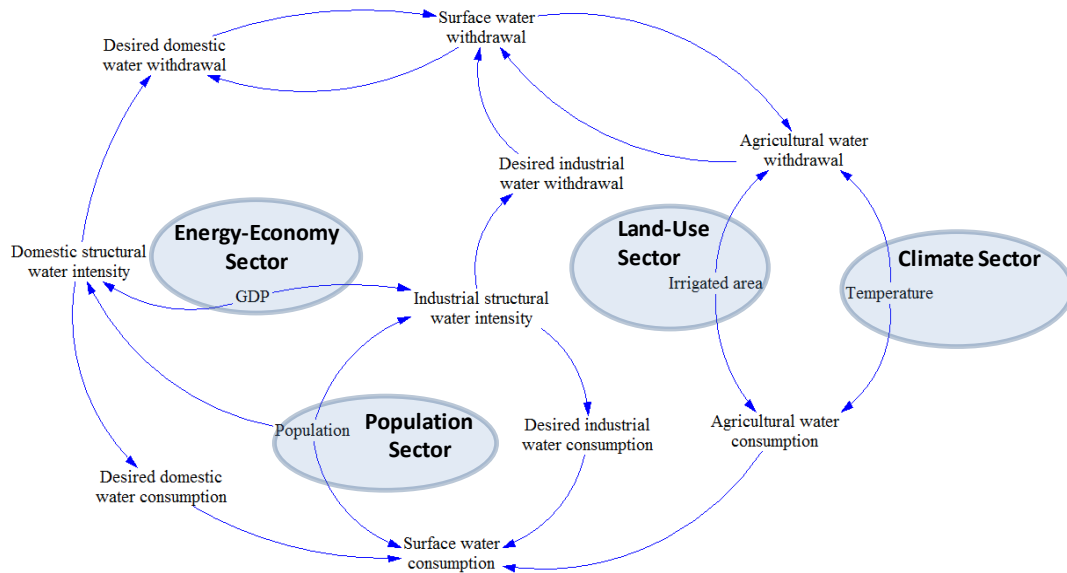 Surface water
withdrawal
Desired domestic
water withdrawal
Agricultural water
withdrawal
Desired industrial
water withdrawal
Energy-Economy
Sector
Land-Use
Sector
Climate Sector
Domestic structural
water intensity
GDP
Irrigated area
Temperature
Industrial structural
water intensity
Population
Population
Sector
Desired industrial
water consumption
Agricultural water
consumption
Desired domestic
water consumption
Surface water
consumption